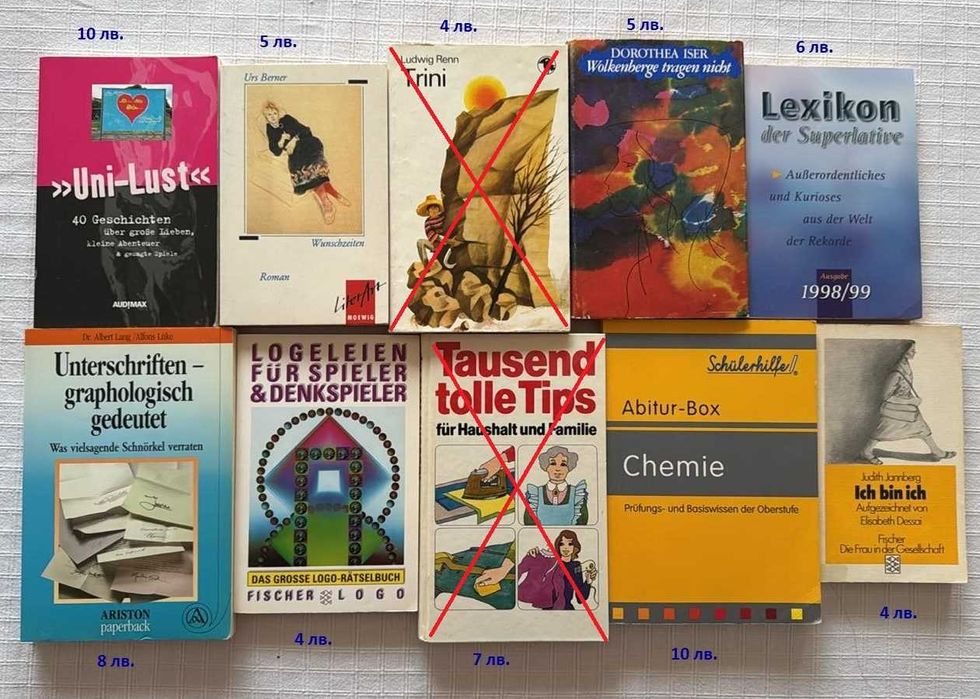 10 лв.
5 лв.
4 лв.
5 лв.
6 лв.
»Uni-Lust«
40 Geschichten
über große Lieben,
kleine Abenteuer
& gewagte Spiele
AUDIMAX
Urs Berner
Wunschzeiten
Roman
LiterArt
MOEWIG
Ludwig Renn
Trini
DOROTHEA ISER
Wolkenberge tragen nicht
Lexikon
der Superlative
Außerordentliches
und Kurioses
aus der Welt
der Rekorde
Ausgabe
1998/99
Dr. Albert Lang / Alfons Lüke
Unterschriften –
graphologisch
gedeutet
Was vielsagende Schnörkel verraten
ARISTON
paperback
LOGELEIEN
FÜR SPIELER
& DENKSPIELER
DAS GROSSE LOGO-RÄTSELBUCH
FISCHER LOGO
Tausend
tolle Tips
für Haushalt und Familie
Schülerhilfe!
Abitur-Box
Chemie
Prüfungs- und Basiswissen der Oberstufe
Judith Jannberg
Ich bin ich
Aufgezeichnet von
Elisabeth Dessai
Fischer
Die Frau in der Gesellschaft
8 лв.
4 лв.
7 лв.
10 лв.
4 лв.